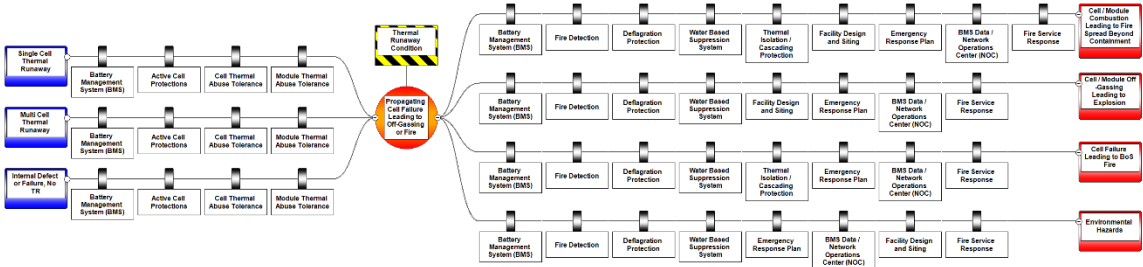 Single Cell
Thermal
Runaway
Battery
Management
System (BMS)
Active Cell
Protections
Cell Thermal
Abuse Tolerance
Module Thermal
Abuse Tolerance
Multi Cell
Thermal
Runaway
Battery
Management
System (BMS)
Active Cell
Protections
Cell Thermal
Abuse Tolerance
Module Thermal
Abuse Tolerance
Internal Defect
or Failure, No
TR
Battery
Management
System (BMS)
Active Cell
Protections
Cell Thermal
Abuse Tolerance
Module Thermal
Abuse Tolerance
Thermal
Runaway
Condition
Propagating
Cell Failure
Leading to
Off-Gassing
or Fire
Battery
Management
System (BMS)
Fire Detection
Deflagration
Protection
Water Based
Suppression
System
Thermal
Isolation /
Cascading
Protection
Facility Design
and Siting
Emergency
Response Plan
BMS Data /
Network
Operations
Center (NOC)
Fire Service
Response
Cell / Module
Combustion
Leading to Fire
Spread Beyond
Containment
Battery
Management
System (BMS)
Fire Detection
Deflagration
Protection
Water Based
Suppression
System
Facility Design
and Siting
Emergency
Response Plan
BMS Data /
Network
Operations
Center (NOC)
Fire Service
Response
Cell / Module Off
-Gassing
Leading to
Explosion
Battery
Management
System (BMS)
Fire Detection
Deflagration
Protection
Water Based
Suppression
System
Thermal
Isolation /
Cascading
Protection
Emergency
Response Plan
BMS Data /
Network
Operations
Center (NOC)
Fire Service
Response
Cell Failure
Leading to BoS
Fire
Battery
Management
System (BMS)
Fire Detection
Deflagration
Protection
Water Based
Suppression
System
Emergency
Response Plan
BMS Data /
Network
Operations
Center (NOC)
Facility Design
and Siting
Fire Service
Response
Environmental
Hazards